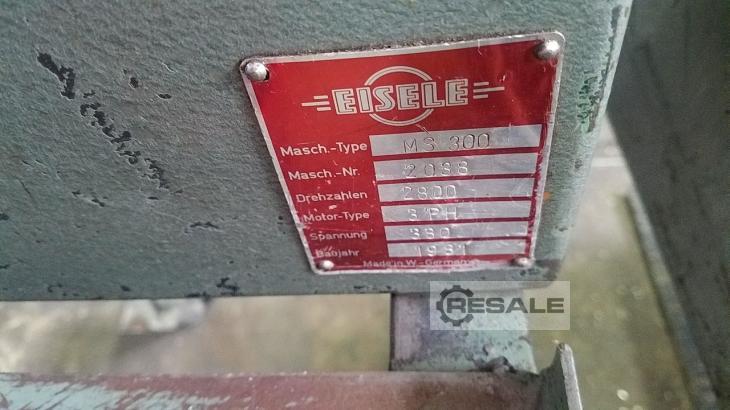 EISELE
Masch.-Type MS 300
Masch.-Nr. 2088
Drehzahlen 2800
Motor-Type 3 PH
Spannung 380
Baujahr 1981
Made in W.-Germany
RESALE